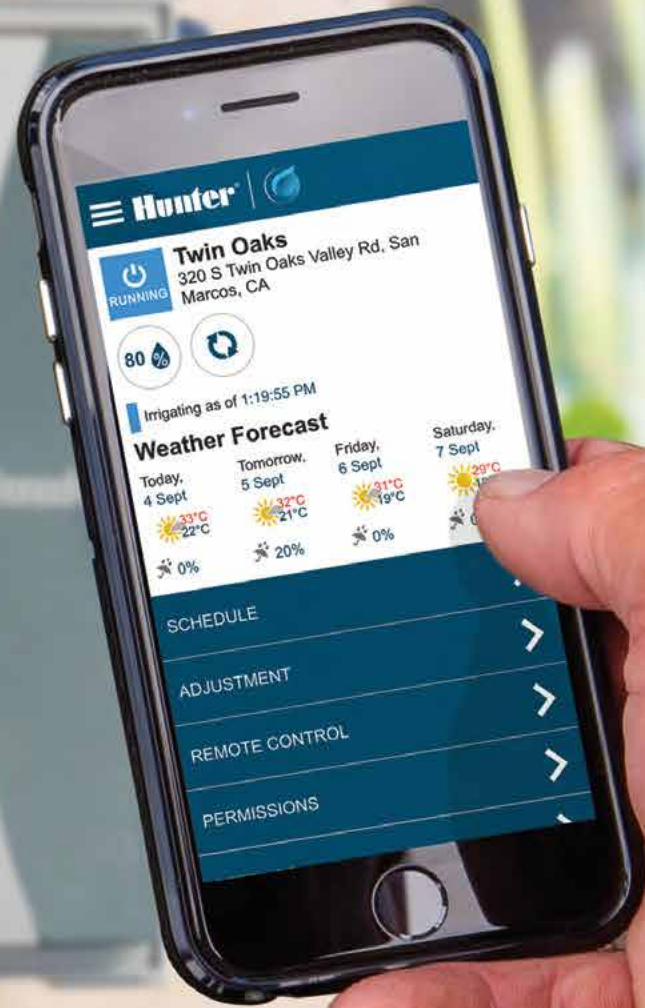 Hunter®
RUNNING
Twin Oaks
320 S Twin Oaks Valley Rd, San
Marcos, CA
80 %
Irrigating as of 1:19:55 PM
Weather Forecast
Today, Tomorrow, Friday, Saturday,
4 Sept 5 Sept 6 Sept 7 Sept
33°C 32°C 31°C 29°C
22°C 21°C 19°C
0% 20% 0%
SCHEDULE
ADJUSTMENT
REMOTE CONTROL
PERMISSIONS